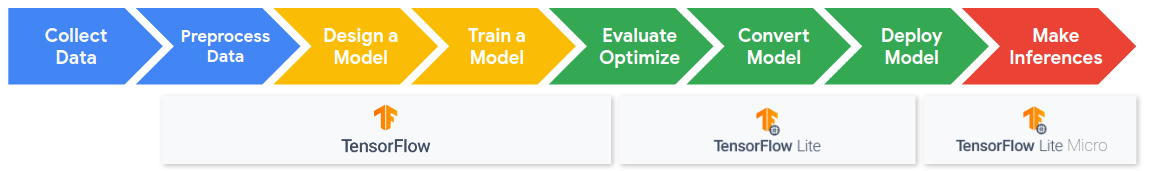 Collect
Data
Preprocess
Data
Design a
Model
Train a
Model
Evaluate
Optimize
Convert
Model
Deploy
Model
Make
Inferences
TensorFlow
TensorFlow Lite
TensorFlow Lite Micro